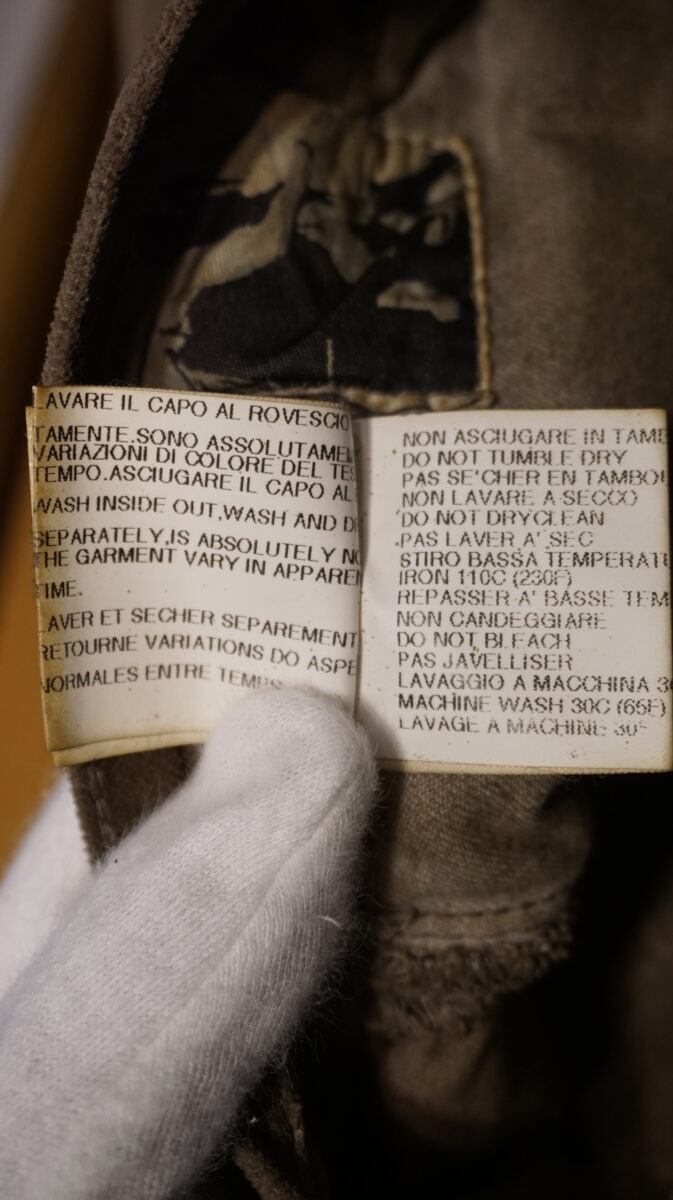 LAVARE IL CAPO AL ROVESCIO
TAMENTE.SONO ASSOLUTAMEN
VARIAZIONI DI COLORE DEL TES
TEMPO.ASCIUGARE IL CAPO AL
WASH INSIDE OUT,WASH AND D
SEPARATELY,IS ABSOLUTELY NO
THE GARMENT VARY IN APPAREN
TIME.
LAVER ET SECHER SEPAREMENT
RETOURNE VARIATIONS DO ASPE
NORMALES ENTRE TEMPS
NON ASCIUGARE IN TAMB
DO NOT TUMBLE DRY
PAS SE'CHER EN TAMBOU
NON LAVARE A SECCO
DO NOT DRYCLEAN
PAS LAVER A' SEC
STIRO BASSA TEMPERATU
IRON 110C (230F)
REPASSER A' BASSE TEM
NON CANDEGGIARE
DO NOT BLEACH
PAS JAVELLISER
LAVAGGIO A MACCHINA 30
MACHINE WASH 30C (65F)
LAVAGE A MACHINE 30°